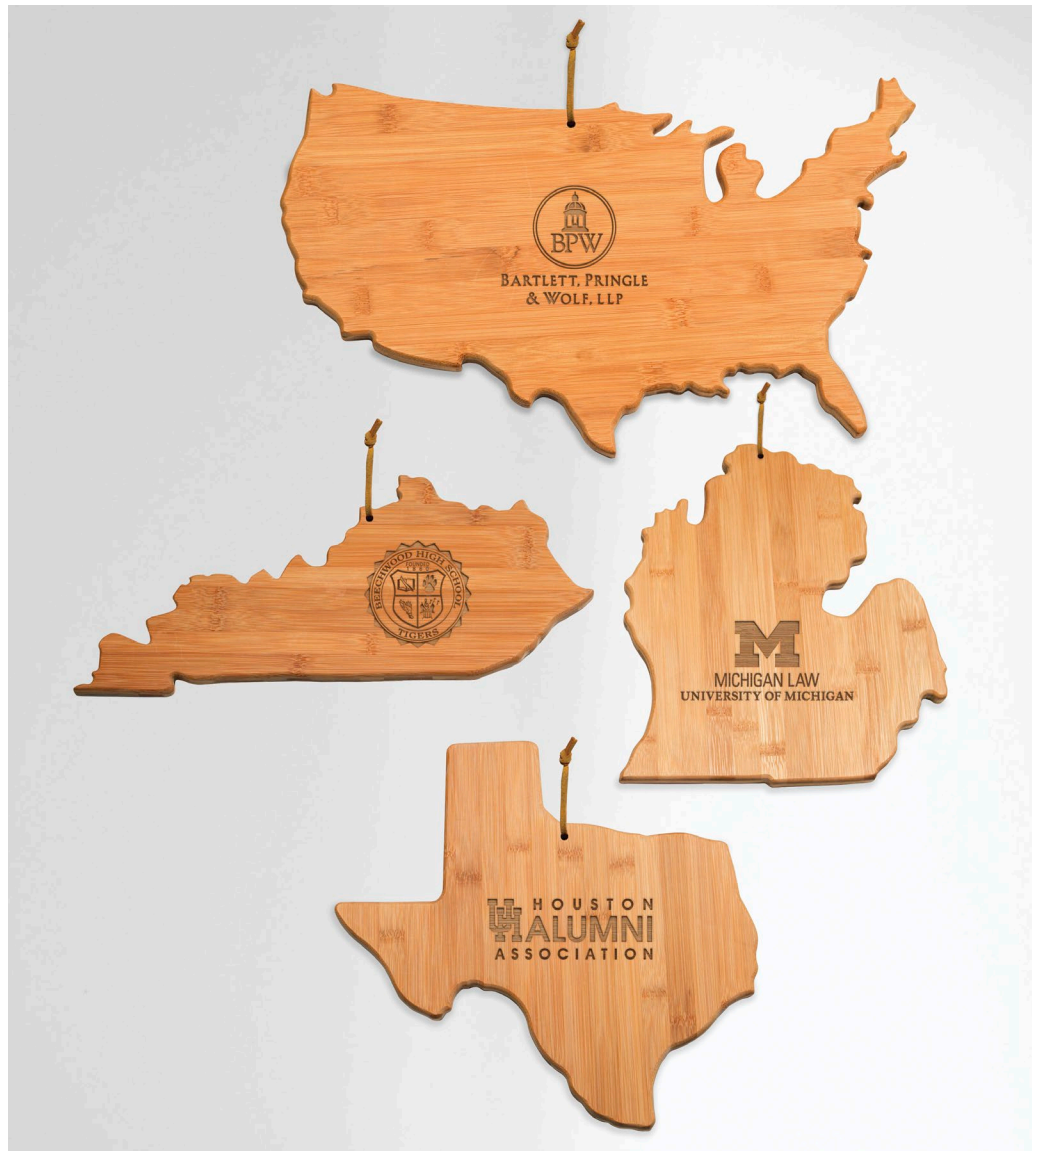 BPW
BARTLETT, PRINGLE
& WOLF, LLP
BEECHWOOD HIGH SCHOOL
TIGERS
M
MICHIGAN LAW
UNIVERSITY OF MICHIGAN
UH
HOUSTON
ALUMNI
ASSOCIATION